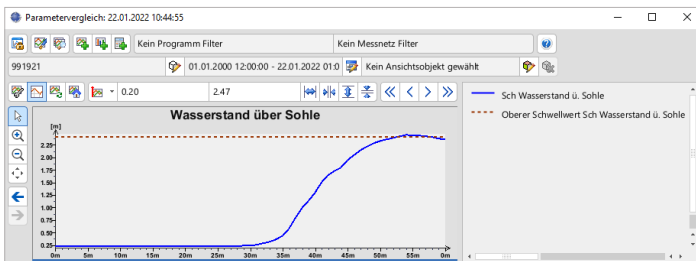 Parametervergleich: 22.01.2022 10:44:55
Kein Programm Filter
Kein Messnetz Filter
991921
01.01.2000 12:00:00 - 22.01.2022 01:0
Kein Ansichtsobjekt gewählt
0.20
2.47
Wasserstand über Sohle
[m]
2.25
2.00
1.75
1.50
1.25
1.00
0.75
0.50
0.25
0m 5m 10m 15m 20m 25m 30m 35m 40m 45m 50m 55m 0m
Sch Wasserstand ü. Sohle
Oberer Schwellwert Sch Wasserstand ü. Sohle